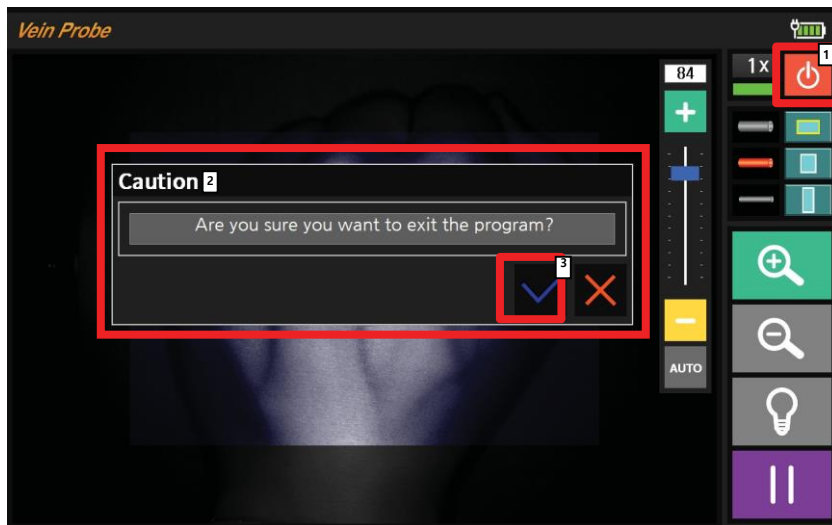 Vein Probe
84
1x
1
Caution 2
Are you sure you want to exit the program?
3
AUTO